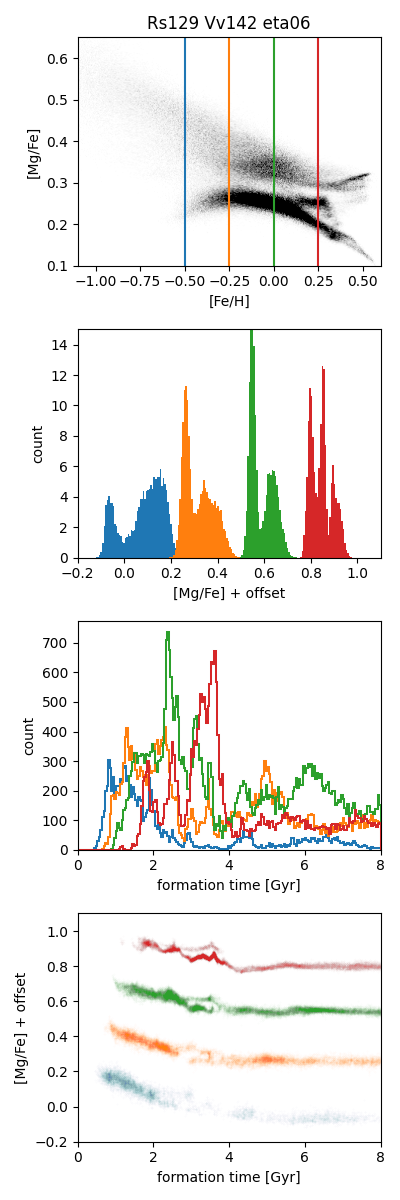 Rs129 Vv142 eta06
0.6
0.5
0.4
0.3
0.2
0.1
[Mg/Fe]
−1.00 −0.75 −0.50 −0.25 0.00 0.25 0.50
[Fe/H]
14
12
10
8
6
4
2
0
count
−0.2 0.0 0.2 0.4 0.6 0.8 1.0
[Mg/Fe] + offset
700
600
500
400
300
200
100
0
count
0 2 4 6 8
formation time [Gyr]
1.0
0.8
0.6
0.4
0.2
0.0
−0.2
[Mg/Fe] + offset
0 2 4 6 8
formation time [Gyr]